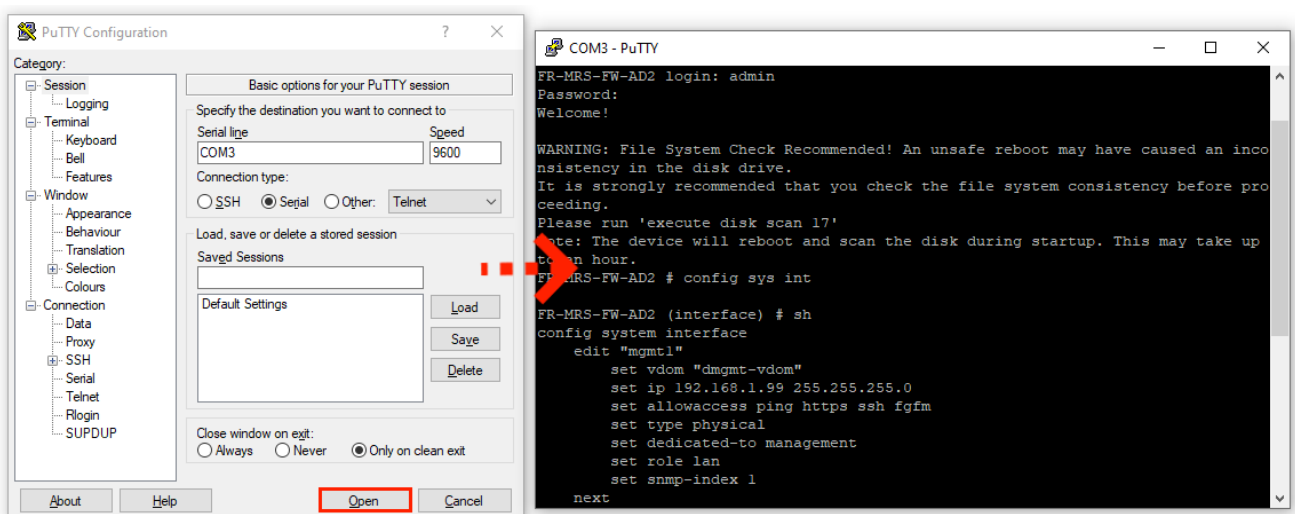 PuTTY Configuration
?
Category:
Session
Logging
Terminal
Keyboard
Bell
Features
Window
Appearance
Behaviour
Translation
Selection
Colours
Connection
Data
Proxy
SSH
Serial
Telnet
Rlogin
SUPDUP
Basic options for your PuTTY session
Specify the destination you want to connect to
Serial line
Speed
COM3
9600
Connection type:
SSH
Serial
Other:
Telnet
Load, save or delete a stored session
Saved Sessions
Default Settings
Load
Save
Delete
Close window on exit:
Always
Never
Only on clean exit
About
Help
Open
Cancel
COM3 - PuTTY
FR-MRS-FW-AD2 login: admin
Password:
Welcome!
WARNING: File System Check Recommended! An unsafe reboot may have caused an inco
nsistency in the disk drive.
It is strongly recommended that you check the file system consistency before pro
ceeding.
Please run 'execute disk scan 17'
Note: The device will reboot and scan the disk during startup. This may take up
to an hour.
FR-MRS-FW-AD2 # config sys int
FR-MRS-FW-AD2 (interface) # sh
config system interface
edit "mgmt1"
set vdom "dmgmt-vdom"
set ip 192.168.1.99 255.255.255.0
set allowaccess ping https ssh fgfm
set type physical
set dedicated-to management
set role lan
set snmp-index 1
next